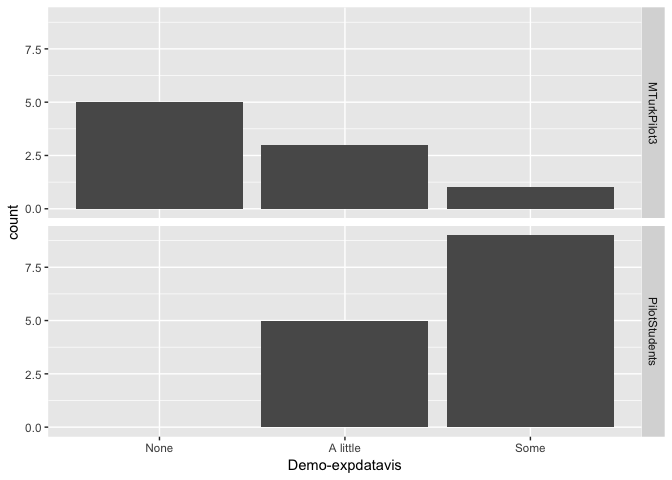 count
7.5
5.0
2.5
0.0
MTurkPilot3
7.5
5.0
2.5
0.0
PilotStudents
None
A little
Some
Demo-expdatavis